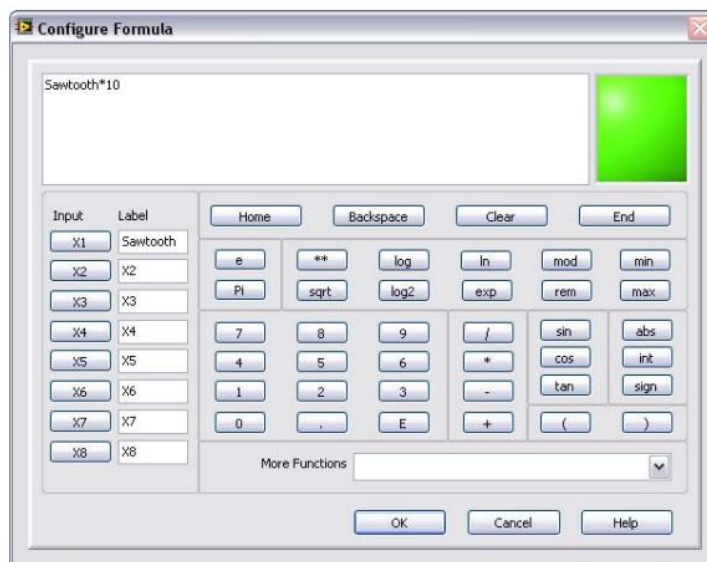 Configure Formula
Sawtooth*10
Input Label Home Backspace Clear End
X1 Sawtooth e ** log ln mod min
X2 X2 Pi sqrt log2 exp rem max
X3 X3
X4 X4 7 8 9 / sin abs
X5 X5 4 5 6 * cos int
X6 X6 1 2 3 - tan sign
X7 X7 0 . E + ( )
X8 X8 More Functions
OK Cancel Help